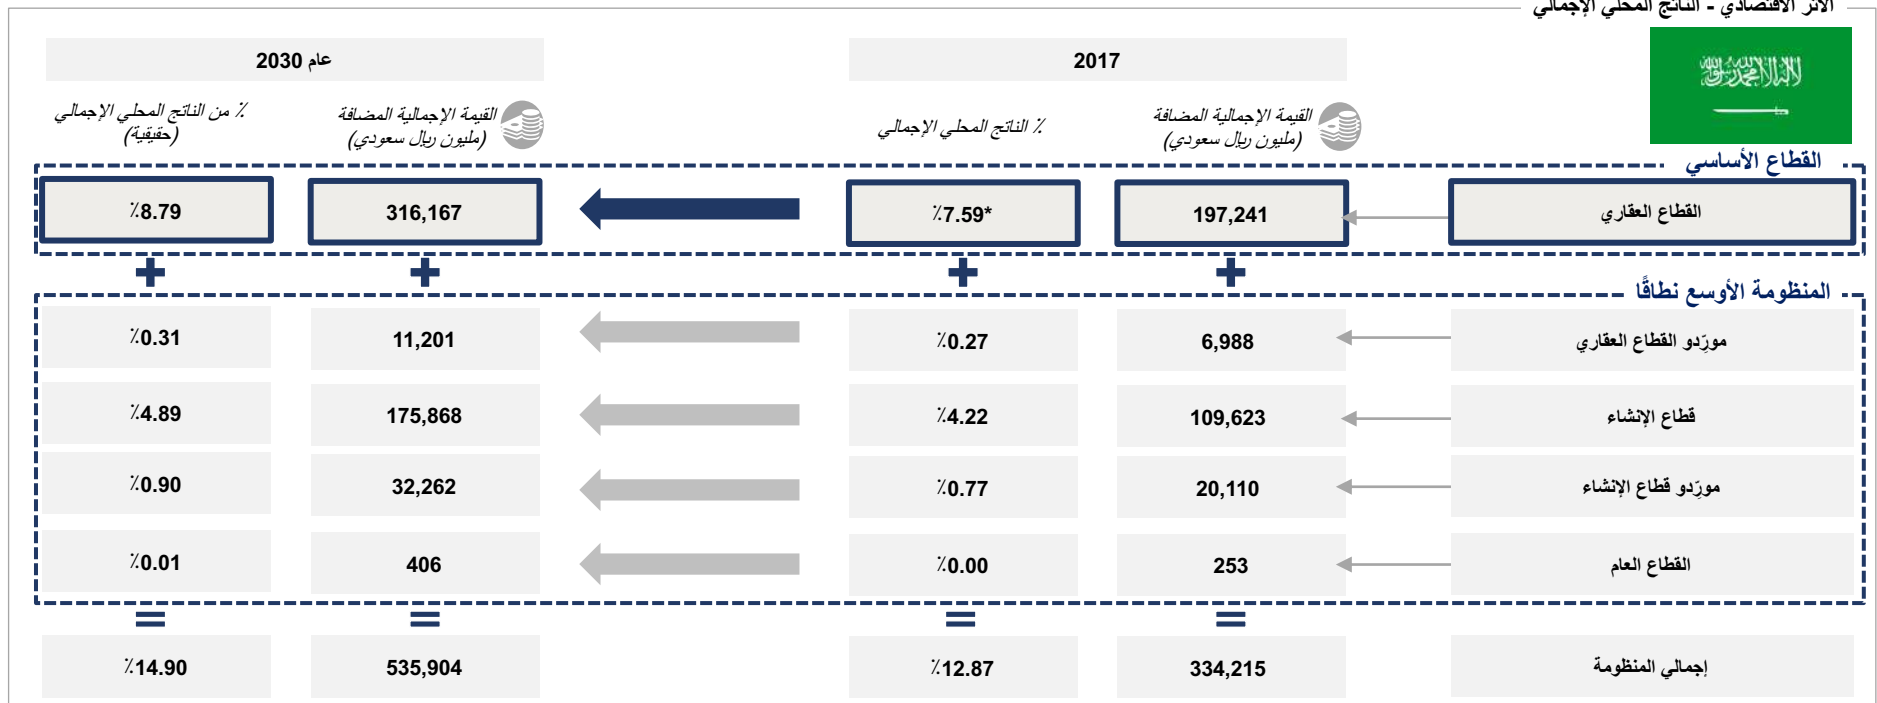 الأثر الاقتصادي - الناتج المحلي الإجمالي
2017
عام 2030
القيمة الإجمالية المضافة
(مليون ريال سعودي)
٪ الناتج المحلي الإجمالي
القيمة الإجمالية المضافة
(مليون ريال سعودي)
٪ من الناتج المحلي الإجمالي
(حقيقية)
القطاع الأساسي
القطاع العقاري
197,241
٪7.59*
316,167
٪8.79
+
+
+
+
المنظومة الأوسع نطاقًا
مورِّدو القطاع العقاري
6,988
٪0.27
11,201
٪0.31
قطاع الإنشاء
109,623
٪4.22
175,868
٪4.89
مورِّدو قطاع الإنشاء
20,110
٪0.77
32,262
٪0.90
القطاع العام
253
٪0.00
406
٪0.01
=
=
=
=
إجمالي المنظومة
334,215
٪12.87
535,904
٪14.90